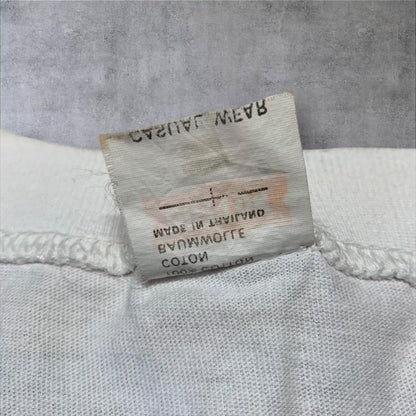 100% COTTON
COTON
BAUMWOLLE
MADE IN THAILAND
CASUAL WEAR